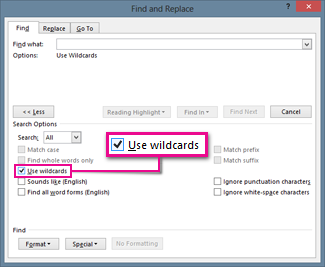 Find and Replace
Find Replace Go To
Find what:
Options: Use Wildcards
<< Less Reading Highlight Find In Find Next Cancel
Search Options
Search: All
Match case
Find whole words only
Use wildcards
Sounds like (English)
Find all word forms (English)
Use wildcards
Match prefix
Match suffix
Ignore punctuation characters
Ignore white-space characters
Find
Format Special No Formatting